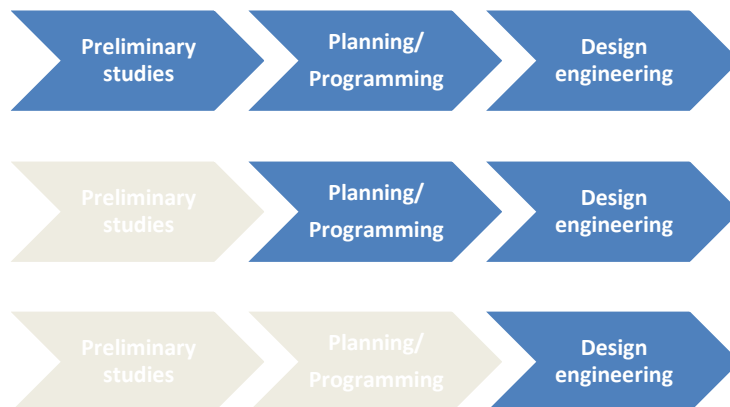 Preliminary
studies
Planning/
Programming
Design
engineering
Preliminary
studies
Planning/
Programming
Design
engineering
Preliminary
studies
Planning/
Programming
Design
engineering